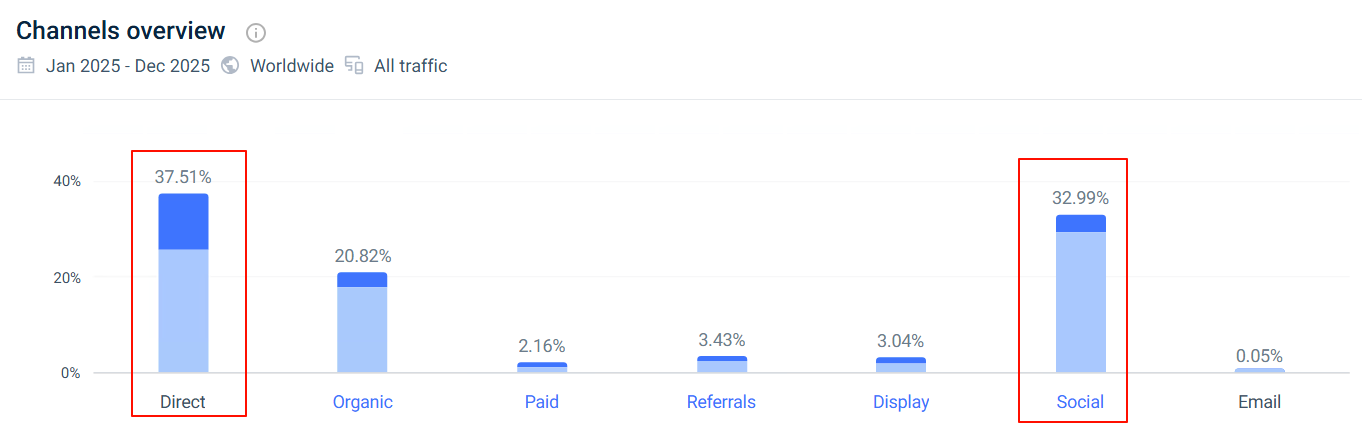 Channels overview
Jan 2025 - Dec 2025 Worldwide All traffic
40%
20%
0%
37.51%
20.82%
2.16%
3.43%
3.04%
32.99%
0.05%
Direct
Organic
Paid
Referrals
Display
Social
Email